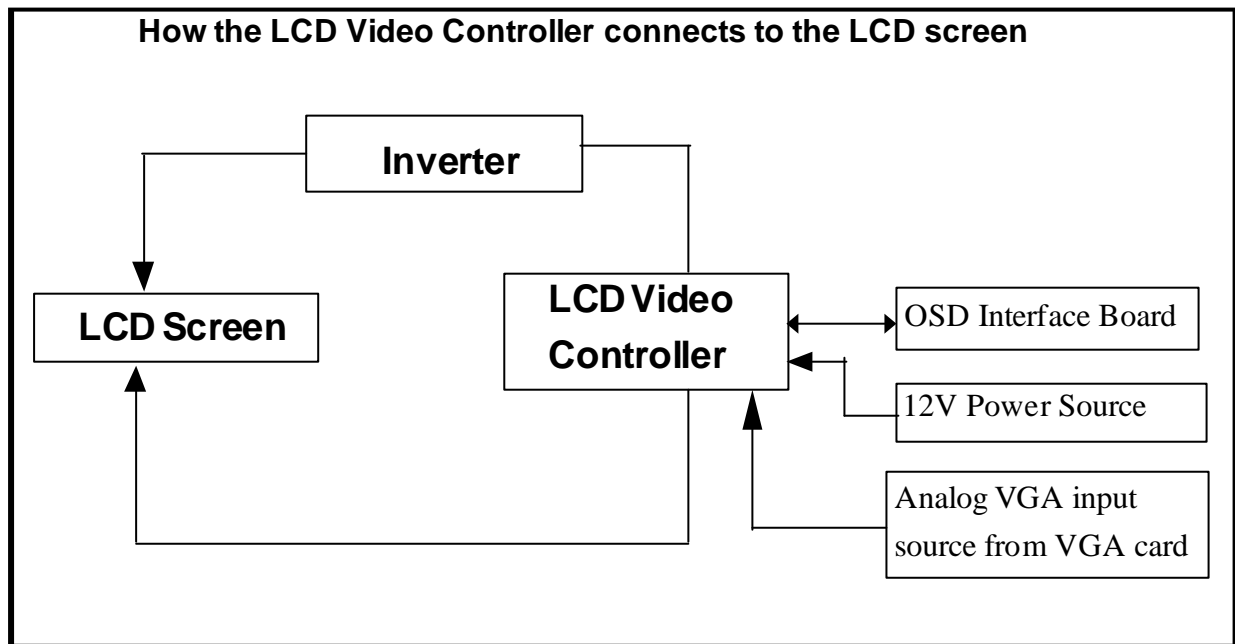 How the LCD Video Controller connects to the LCD screen
Inverter
LCD Screen
LCD Video
Controller
OSD Interface Board
12V Power Source
Analog VGA input
source from VGA card